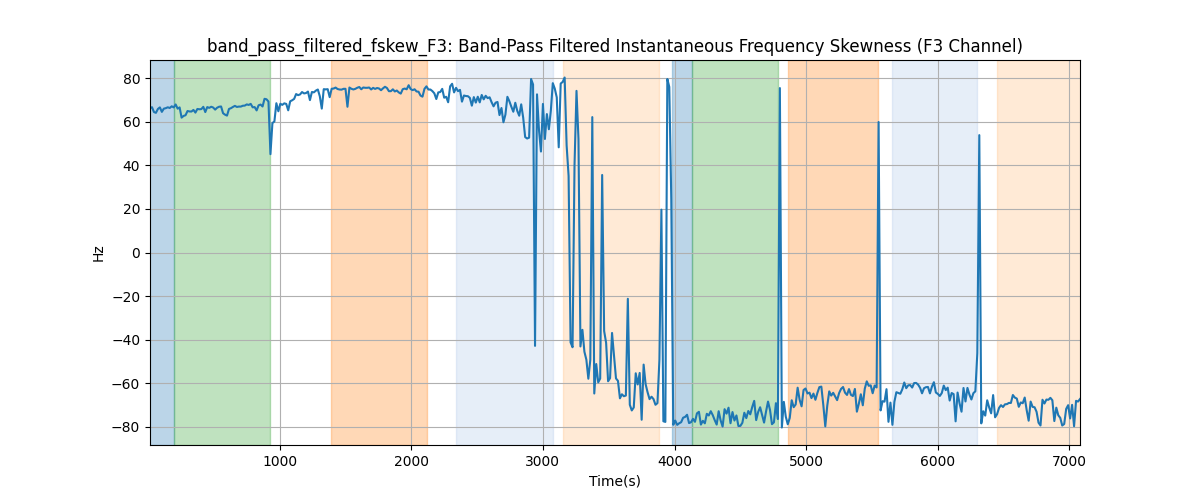 band_pass_filtered_fskew_F3: Band-Pass Filtered Instantaneous Frequency Skewness (F3 Channel)
80
60
40
20
0
−20
−40
−60
−80
Hz
1000 2000 3000 4000 5000 6000 7000
Time(s)